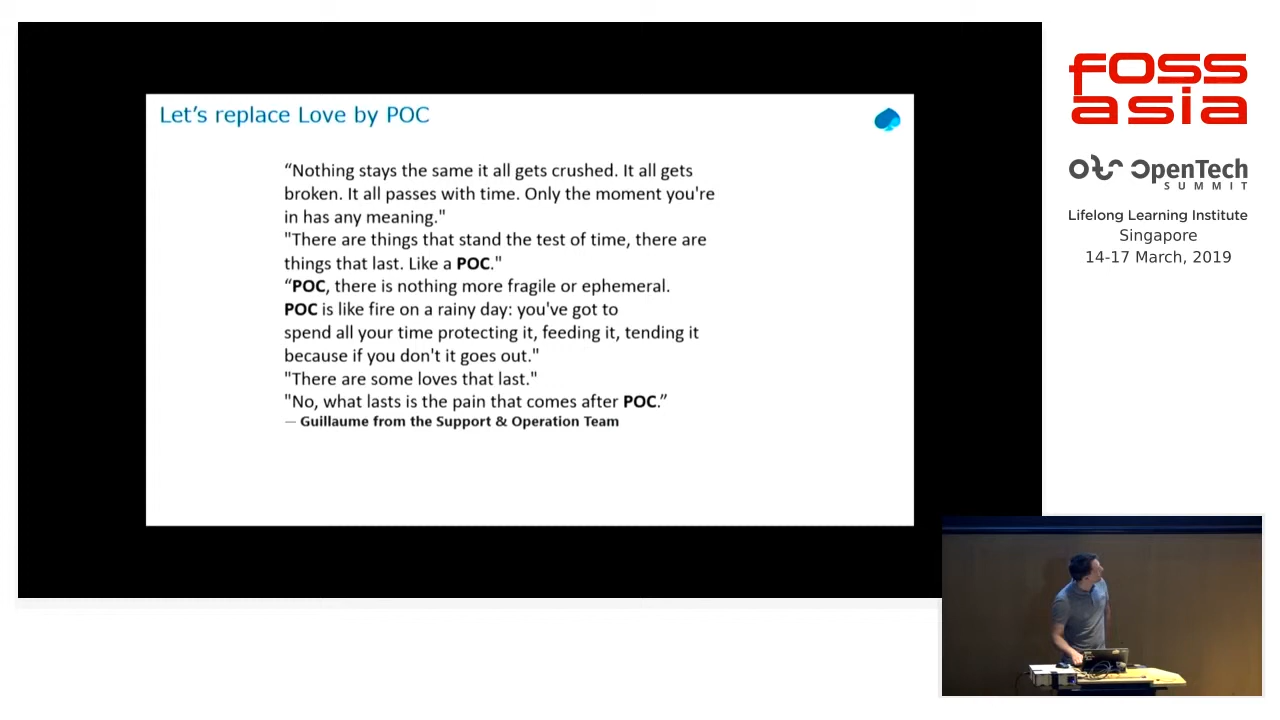 Let’s replace Love by POC
“Nothing stays the same it all gets crushed. It all gets
broken. It all passes with time. Only the moment you're
in has any meaning."
"There are things that stand the test of time, there are
things that last. Like a POC."
“POC, there is nothing more fragile or ephemeral.
POC is like fire on a rainy day: you've got to
spend all your time protecting it, feeding it, tending it
because if you don't it goes out."
"There are some loves that last."
"No, what lasts is the pain that comes after POC.”
— Guillaume from the Support & Operation Team
fossasia
OpenTech
SUMMIT
Lifelong Learning Institute
Singapore
14-17 March, 2019